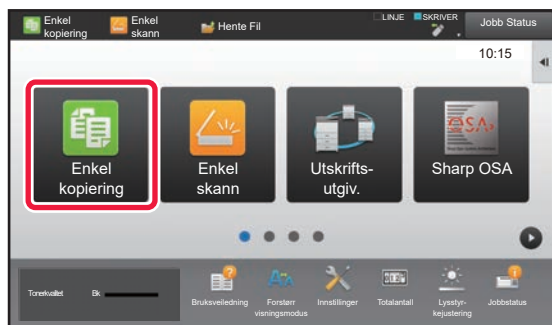 Enkel
kopiering
Enkel
skann
Hente Fil
LINJE
SKRIVER
Jobb Status
10:15
Enkel
kopiering
Enkel
skann
Utskrifts-
utgiv.
Sharp OSA
Tonerkvalitet
Bk
Bruksveiledning
Forstørr
visningsmodus
Innstillinger
Totalantall
Lysstyr-
kejustering
Jobbstatus